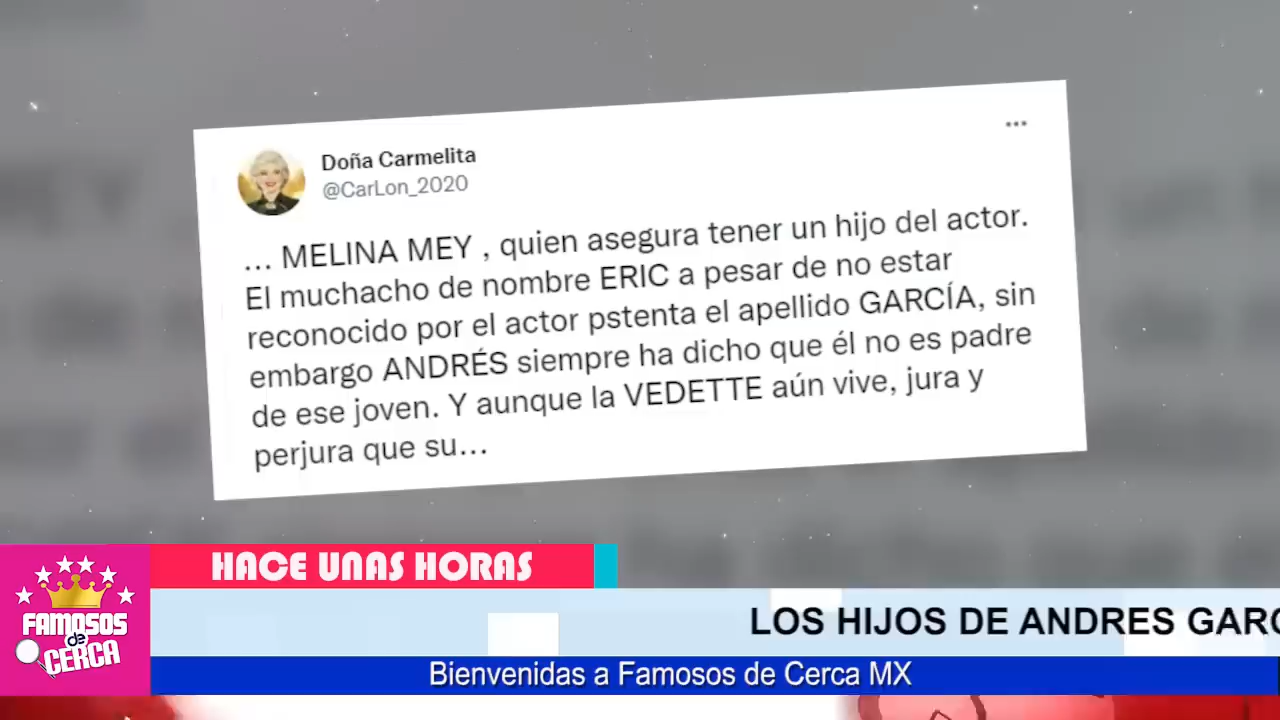 Doña Carmelita
@CarLon_2020
... MELINA MEY , quien asegura tener un hijo del actor.
El muchacho de nombre ERIC a pesar de no estar
reconocido por el actor pstenta el apellido GARCÍA, sin
embargo ANDRÉS siempre ha dicho que él no es padre
de ese joven. Y aunque la VEDETTE aún vive, jura y
perjura que su...
HACE UNAS HORAS
FAMOSOS
de
CERCA
LOS HIJOS DE ANDRES GARC
Bienvenidas a Famosos de Cerca MX